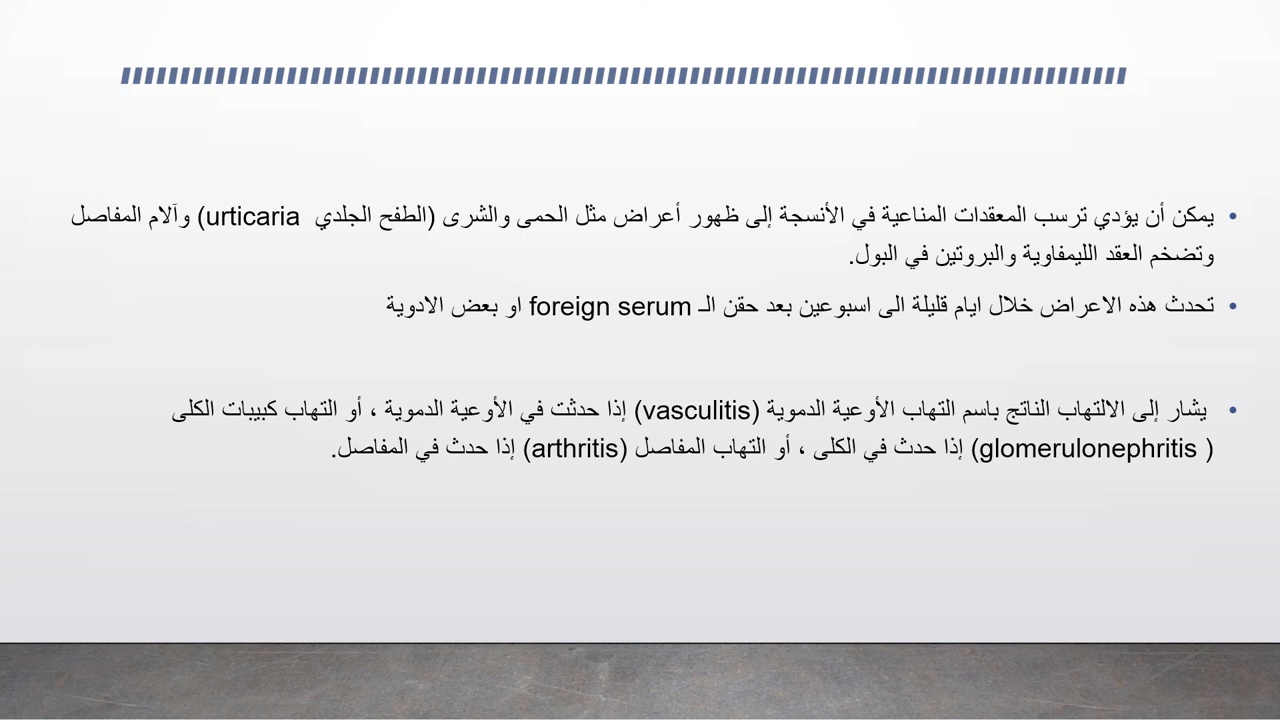 • يمكن أن يؤدي ترسب المعقدات المناعية في الأنسجة إلى ظهور أعراض مثل الحمى والشرى (الطفح الجلدي urticaria) وآلام المفاصل
وتضخم العقد الليمفاوية والبروتين في البول.
• تحدث هذه الاعراض خلال ايام قليلة الى اسبوعين بعد حقن الـ foreign serum او بعض الادوية
• يشار إلى الالتهاب الناتج باسم التهاب الأوعية الدموية (vasculitis) إذا حدثت في الأوعية الدموية ، أو التهاب كبيبات الكلى
( glomerulonephritis) إذا حدث في الكلى ، أو التهاب المفاصل (arthritis) إذا حدث في المفاصل.